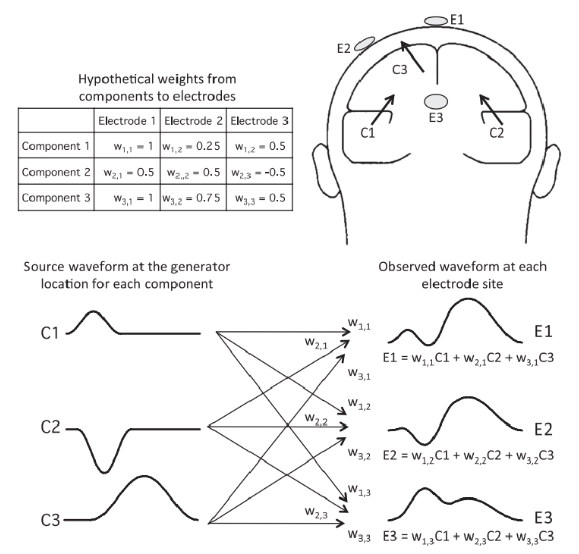 E1
E2
C3
E3
C1
C2
Hypothetical weights from
components to electrodes
Electrode 1 Electrode 2 Electrode 3
Component 1 w1,1 = 1 w1,2 = 0.25 w1,2 = 0.5
Component 2 w2,1 = 0.5 w2,,2 = 0.5 w2,3 = -0.5
Component 3 w3,1 = 1 w3,2 = 0.75 w3,3 = 0.5
Source waveform at the generator
location for each component
Observed waveform at each
electrode site
C1
C2
C3
w1,1
w2,1
w3,1
w1,2
w2,2
w3,2
w1,3
w2,3
w3,3
E1
E1 = w1,1C1 + w2,1C2 + w3,1C3
E2
E2 = w1,2C1 + w2,2C2 + w3,2C3
E3
E3 = w1,3C1 + w2,3C2 + w3,3C3